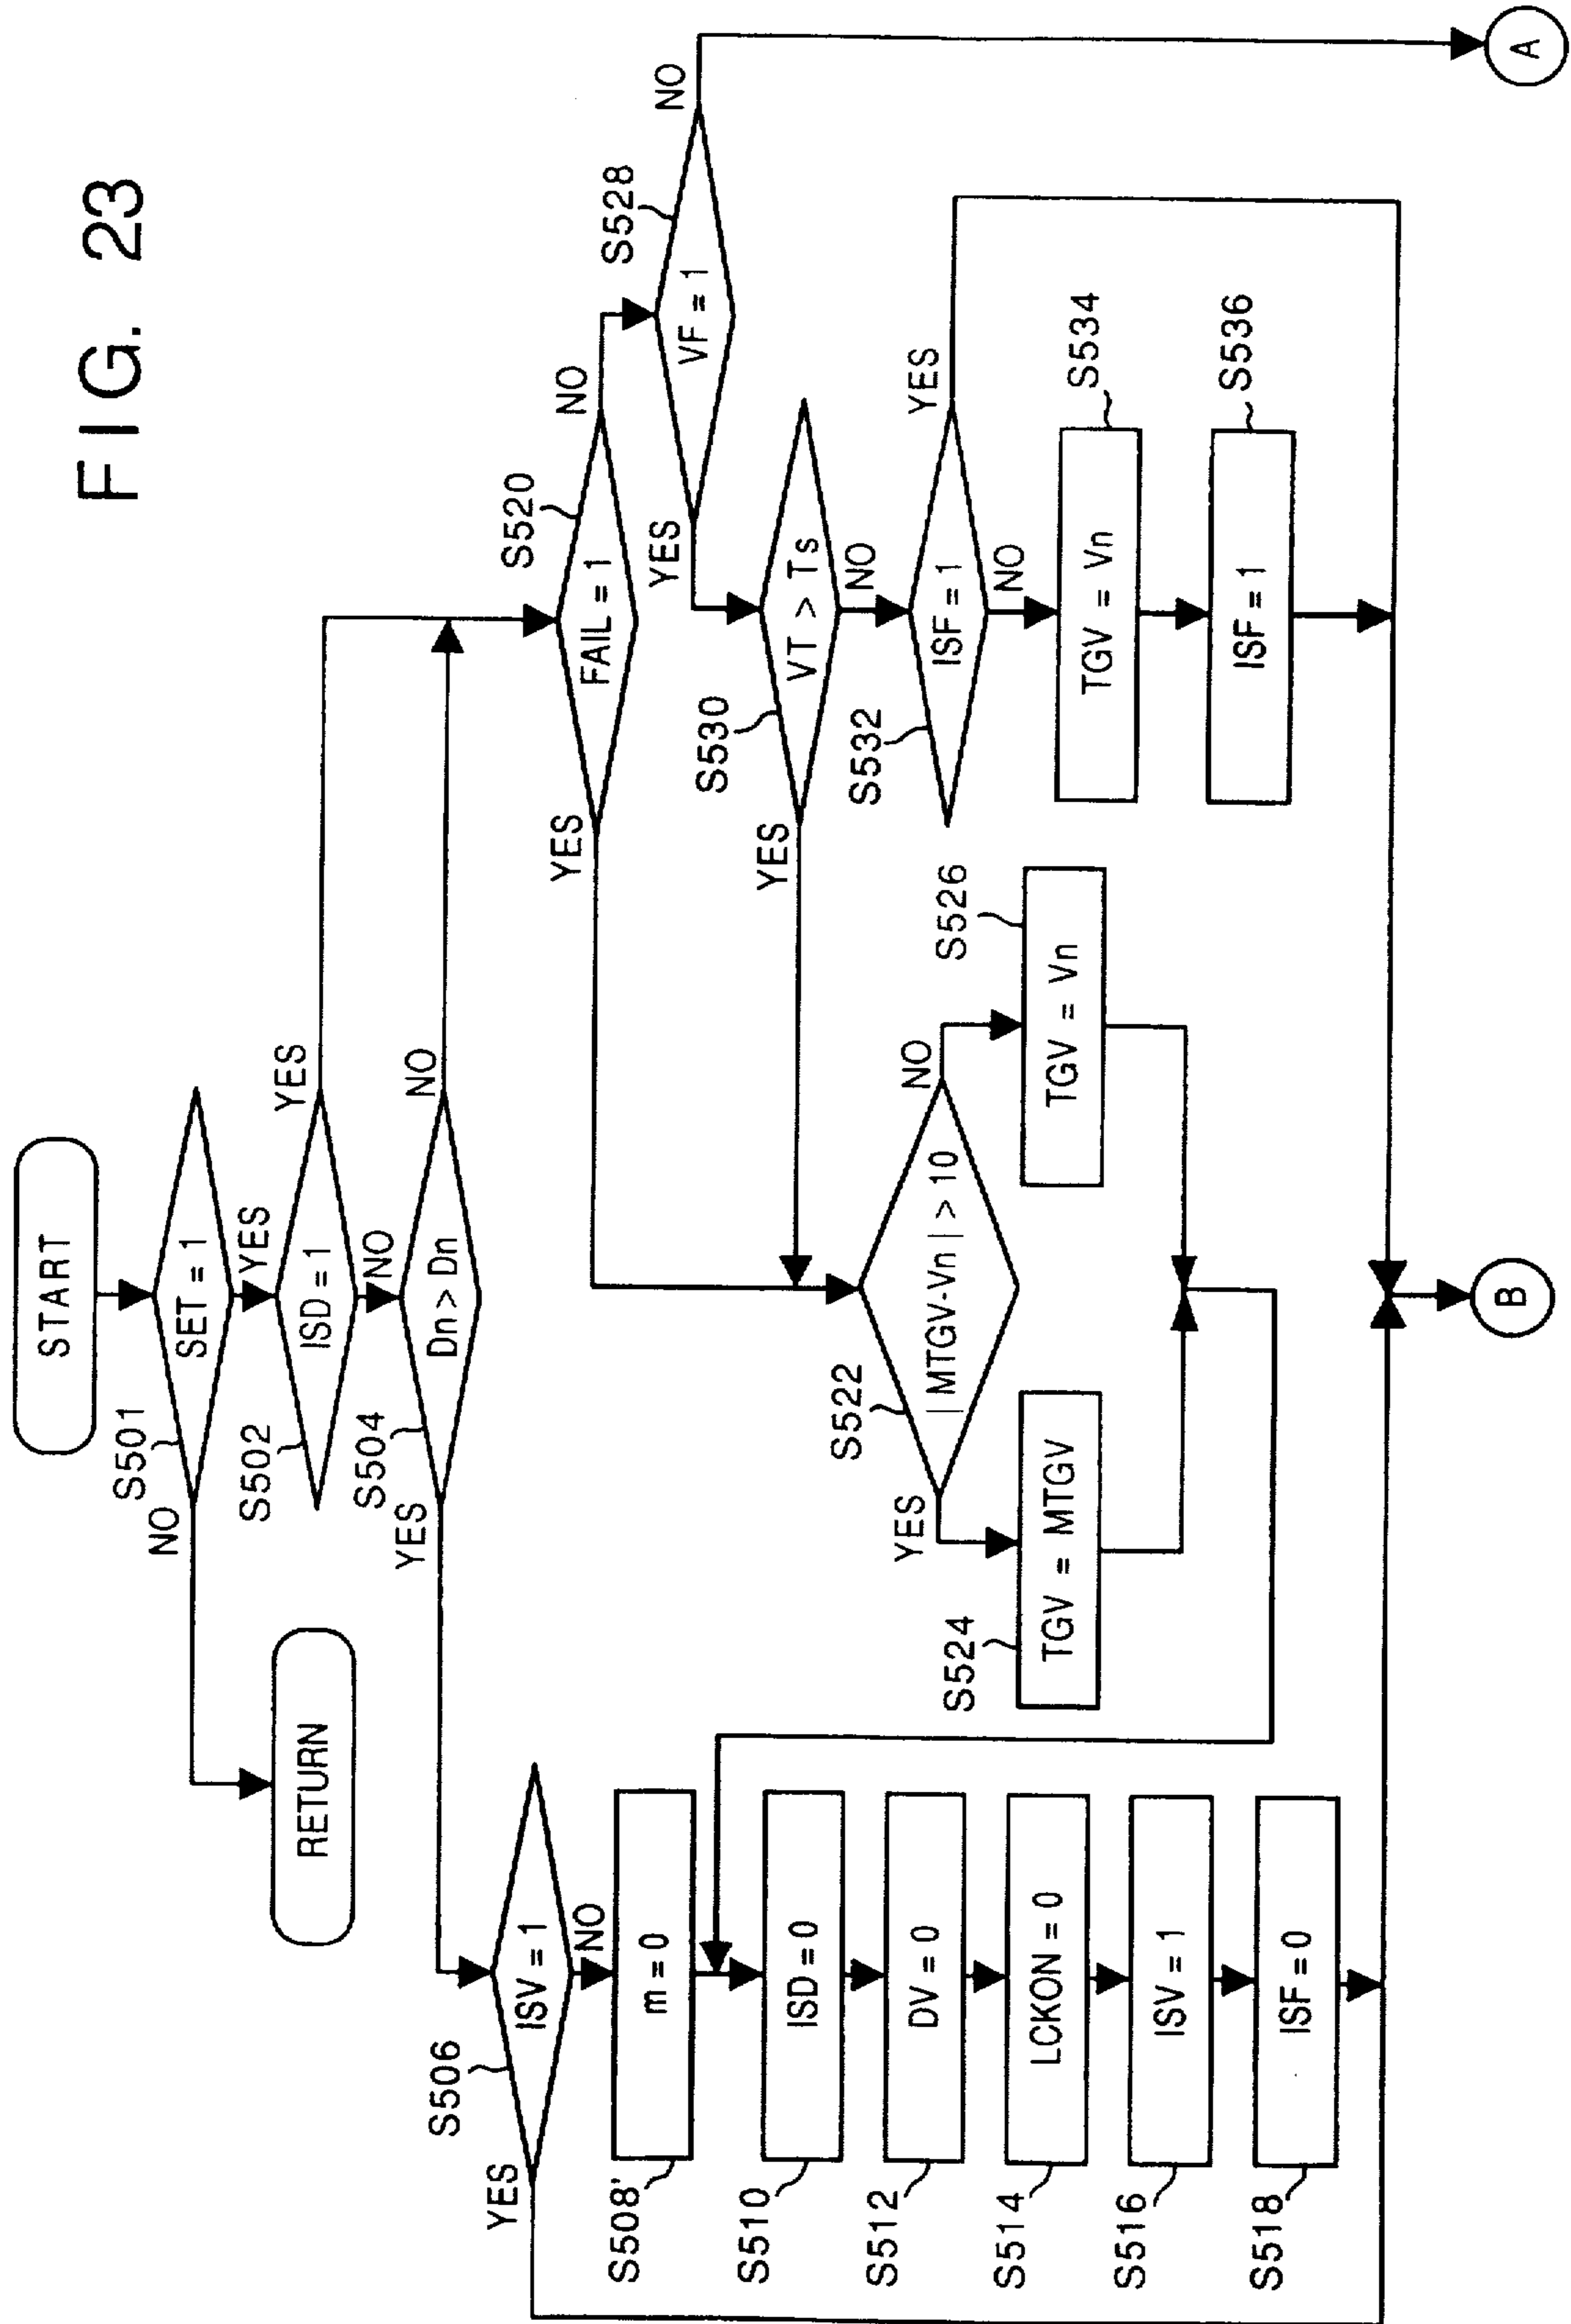 FIG. 23
START
S501
SET = 1
NO
YES
RETURN
S502
ISD = 1
YES
NO
S504
Dn > Dn
YES
NO
S506
ISV = 1
YES
NO
S508'
m = 0
S510
ISD = 0
S512
DV = 0
S514
LCKON = 0
S516
ISV = 1
S518
ISF = 0
S520
FAIL = 1
YES
NO
S522
| MTGV-Vn | > 10
YES
NO
S524
TGV = MTGV
S526
TGV = Vn
S528
VF = 1
YES
NO
S530
VT > Ts
YES
NO
S532
ISF = 1
YES
NO
S534
TGV = Vn
S536
ISF = 1
A
B